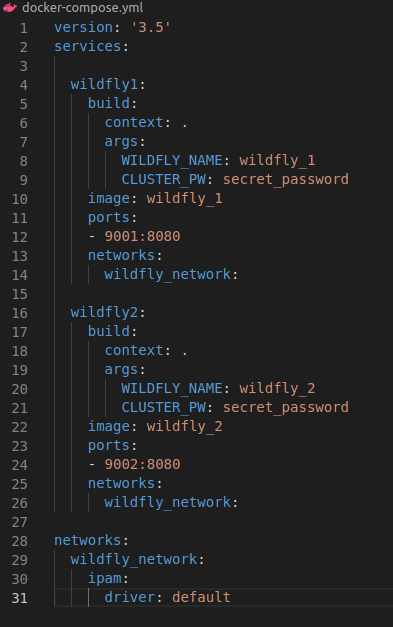 docker-compose.yml
1 version: '3.5'
2 services:
3
4   wildfly1:
5     build:
6       context: .
7       args:
8         WILDFLY_NAME: wildfly_1
9         CLUSTER_PW: secret_password
10     image: wildfly_1
11     ports:
12     - 9001:8080
13     networks:
14       wildfly_network:
15
16   wildfly2:
17     build:
18       context: .
19       args:
20         WILDFLY_NAME: wildfly_2
21         CLUSTER_PW: secret_password
22     image: wildfly_2
23     ports:
24     - 9002:8080
25     networks:
26       wildfly_network:
27
28 networks:
29   wildfly_network:
30     ipam:
31       driver: default